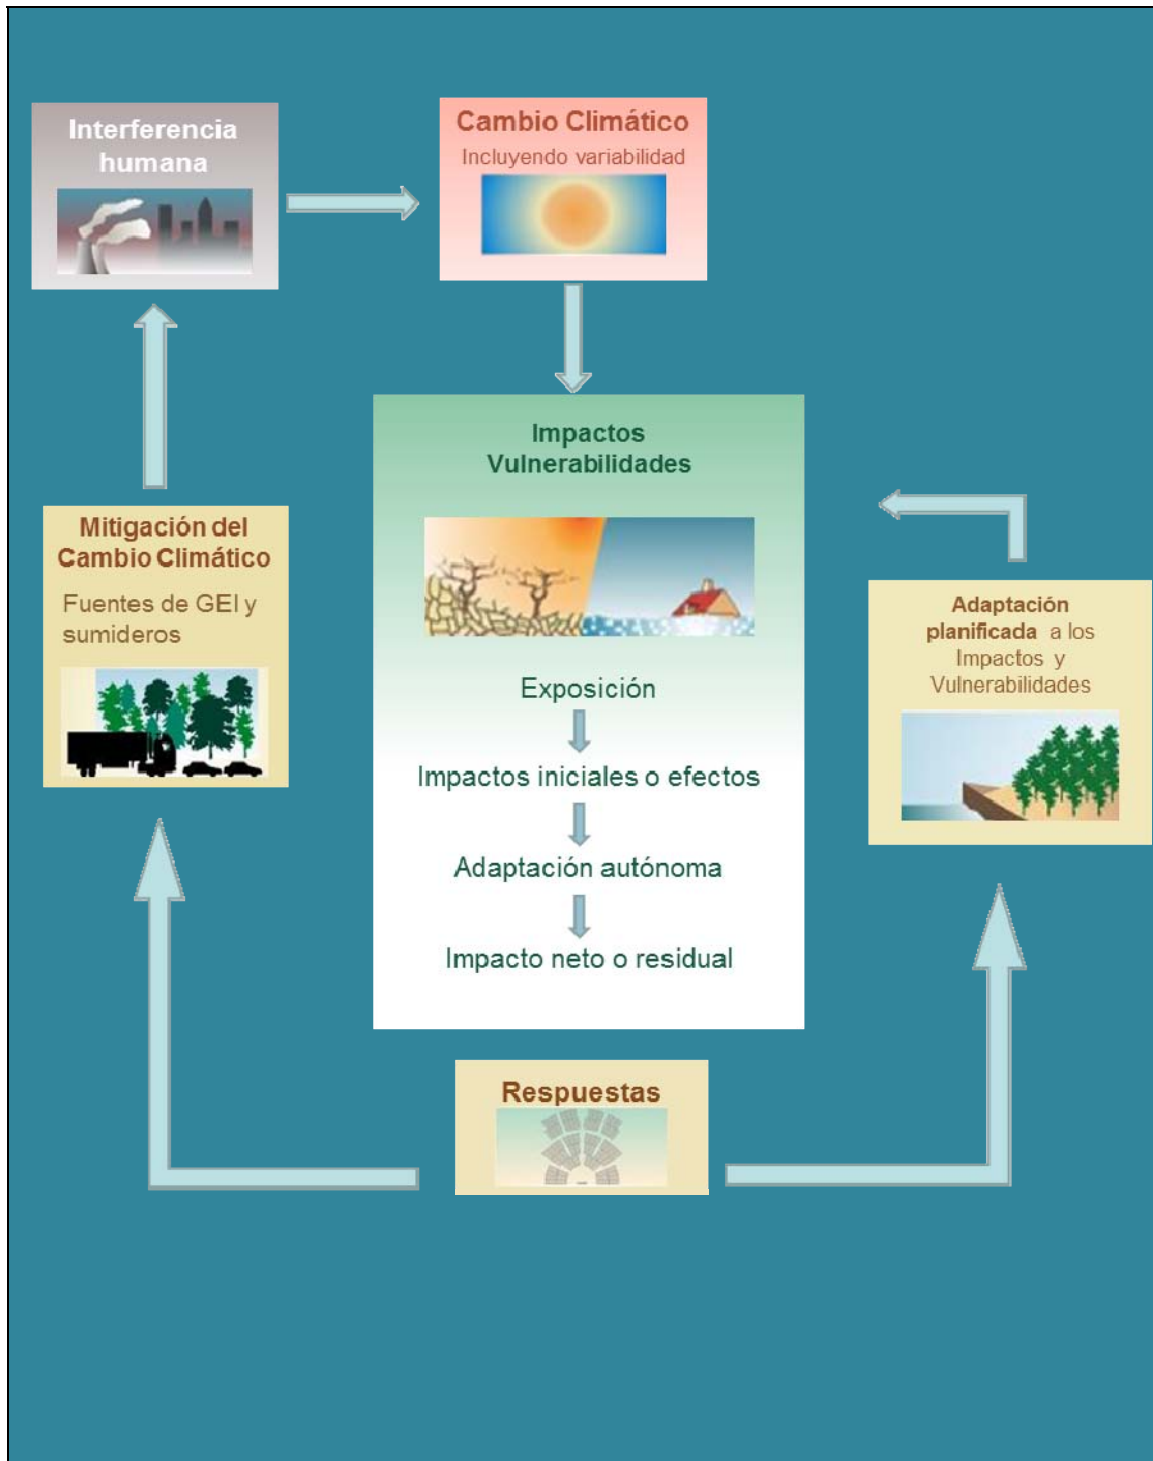 Interferencia
humana
Cambio Climático
Incluyendo variabilidad
Impactos
Vulnerabilidades
Exposición
Impactos iniciales o efectos
Adaptación autónoma
Impacto neto o residual
Mitigación del
Cambio Climático
Fuentes de GEI y
sumideros
Adaptación
planificada a los
Impactos y
Vulnerabilidades
Respuestas